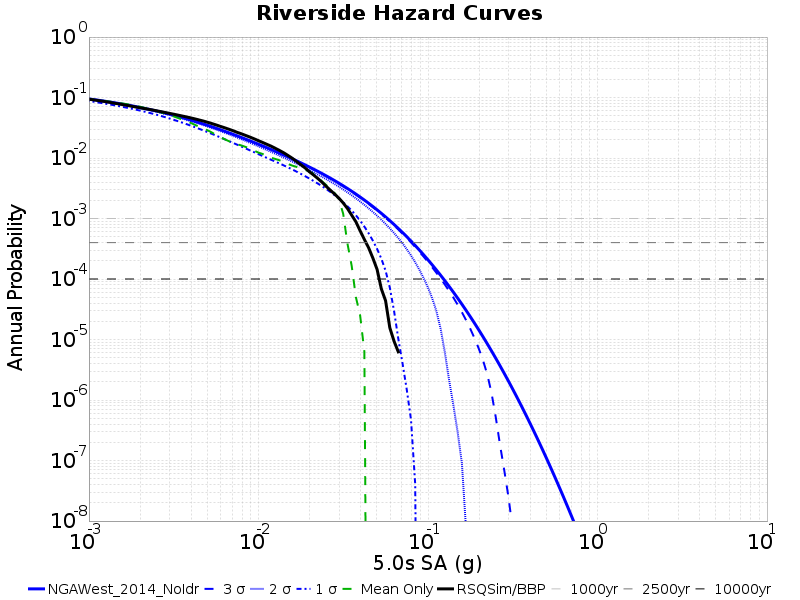 Riverside Hazard Curves
10^0
10^-1
10^-2
10^-3
10^-4
10^-5
10^-6
10^-7
10^-8
Annual Probability
10^-3 10^-2 10^-1 10^0 10^1
5.0s SA (g)
NGAWest_2014_NoIdr 3 σ 2 σ 1 σ Mean Only RSQSim/BBP 1000yr 2500yr 10000yr